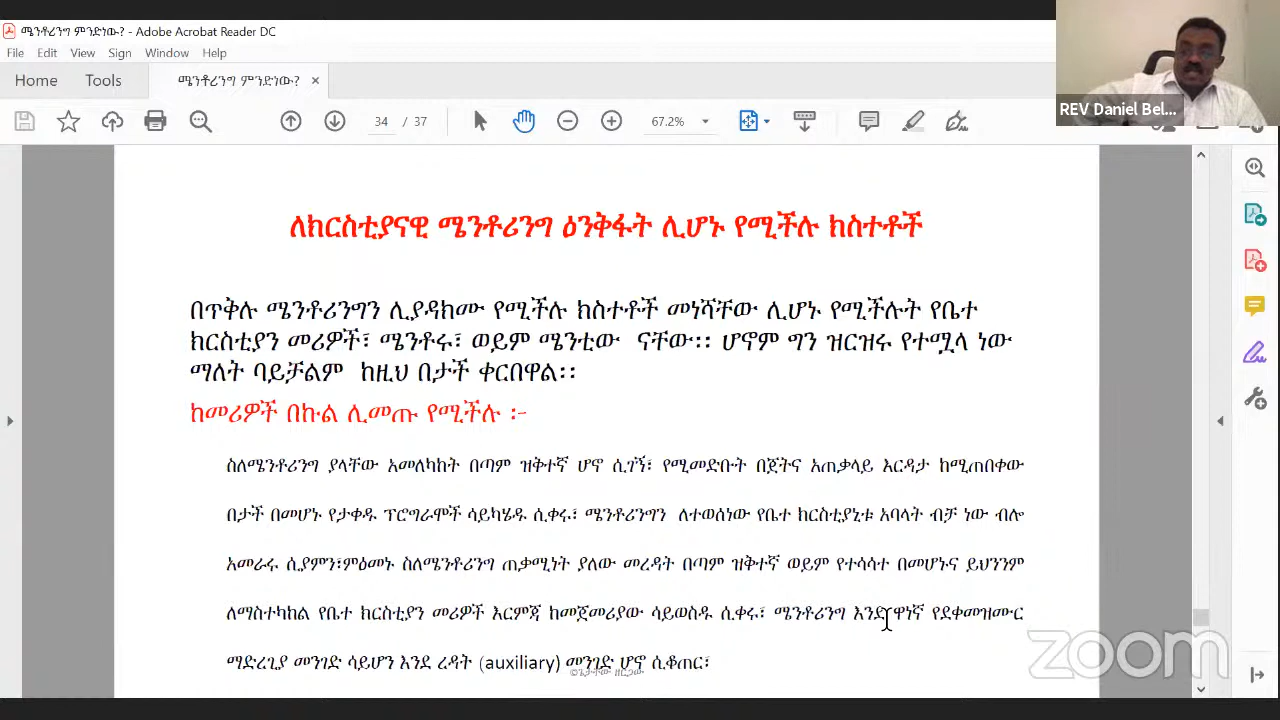 ሜንቶሪንግ ምንድነው? - Adobe Acrobat Reader DC
File Edit View Sign Window Help
Home Tools ሜንቶሪንግ ምንድነው? ×
34 / 37 67.2%
REV Daniel Bel...
ለክርስቲያናዊ ሜንቶሪንግ ዕንቅፋት ሊሆኑ የሚችሉ ክስተቶች
በጥቅሉ ሜንቶሪንግን ሊያዳክሙ የሚችሉ ክስተቶች መነሻቸው ሊሆኑ የሚችሉት የቤተ
ክርስቲያን መሪዎች፣ ሜንቶሩ፣ ወይም ሜንቲው ናቸው፡፡ ሆኖም ግን ዝርዝሩ የተሟላ ነው
ማለት ባይቻልም ከዚህ በታች ቀርበዋል፡፡
ከመሪዎች በኩል ሊመጡ የሚችሉ ፡-
ስለሜንቶሪንግ ያላቸው አመለካከት በጣም ዝቅተኛ ሆኖ ሲገኝ፣ የሚመድቡት በጀትና አጠቃላይ እርዳታ ከሚጠበቀው
በታች በመሆኑ የታቀዱ ፕሮግራሞች ሳይካሄዱ ሲቀሩ፣ ሜንቶሪንግን ለተወሰነው የቤተ ክርስቲያኒቱ አባላት ብቻ ነው ብሎ
አመራሩ ሲያምን፣ምዕመኑ ስለሜንቶሪንግ ጠቃሚነት ያለው መረዳት በጣም ዝቅተኛ ወይም የተሳሳተ በመሆኑና ይህንንም
ለማስተካከል የቤተ ክርስቲያን መሪዎች እርምጃ ከመጀመሪያው ሳይወስዱ ሲቀሩ፣ ሜንቶሪንግ እንድ ዋነኛ የደቀመዝሙር
ማድረጊያ መንገድ ሳይሆን እንደ ረዳት (auxiliary) መንገድ ሆኖ ሲቆጠር፣
©ጌታቸው ዘርጋው
zoom